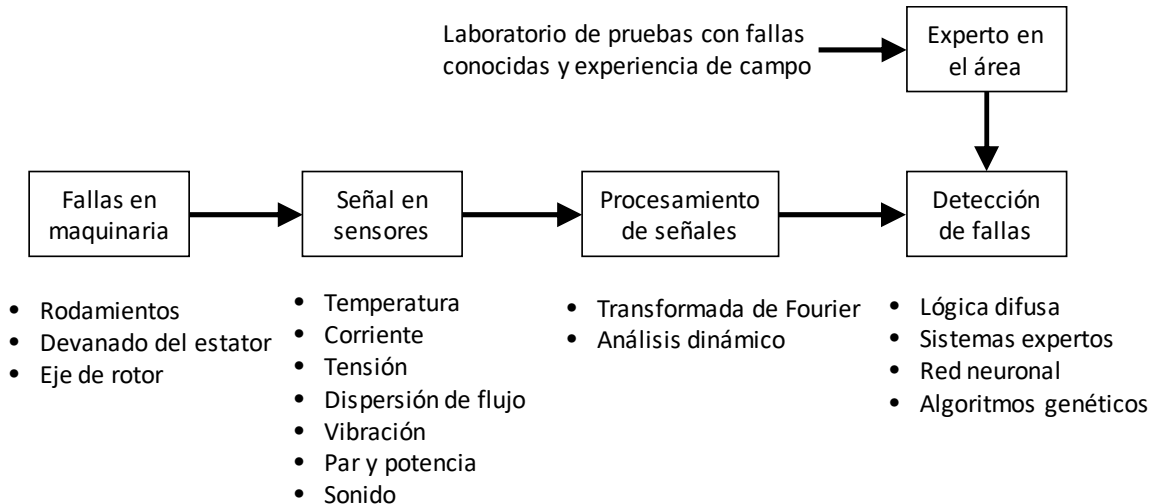 Laboratorio de pruebas con fallas
conocidas y experiencia de campo
Experto en
el área
Fallas en
maquinaria
Señal en
sensores
Procesamiento
de señales
Detección
de fallas
• Rodamientos
• Devanado del estator
• Eje de rotor
• Temperatura
• Corriente
• Tensión
• Dispersión de flujo
• Vibración
• Par y potencia
• Sonido
• Transformada de Fourier
• Análisis dinámico
• Lógica difusa
• Sistemas expertos
• Red neuronal
• Algoritmos genéticos